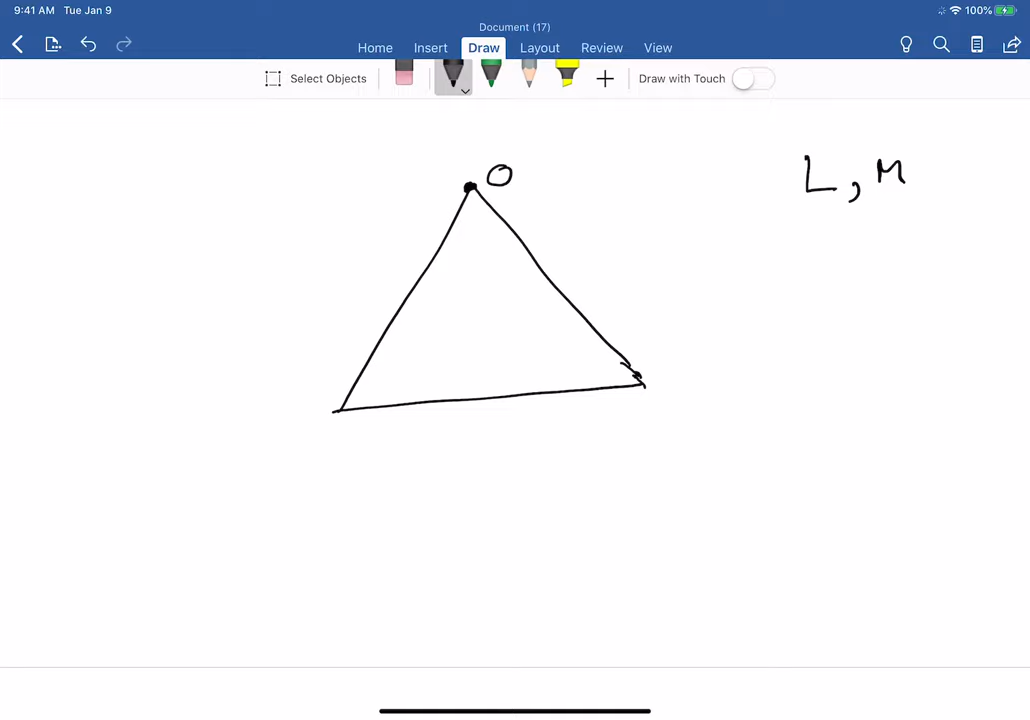 9:41 AM Tue Jan 9 100%
Document (17)
Home Insert Draw Layout Review View
Select Objects Draw with Touch
O
L, M